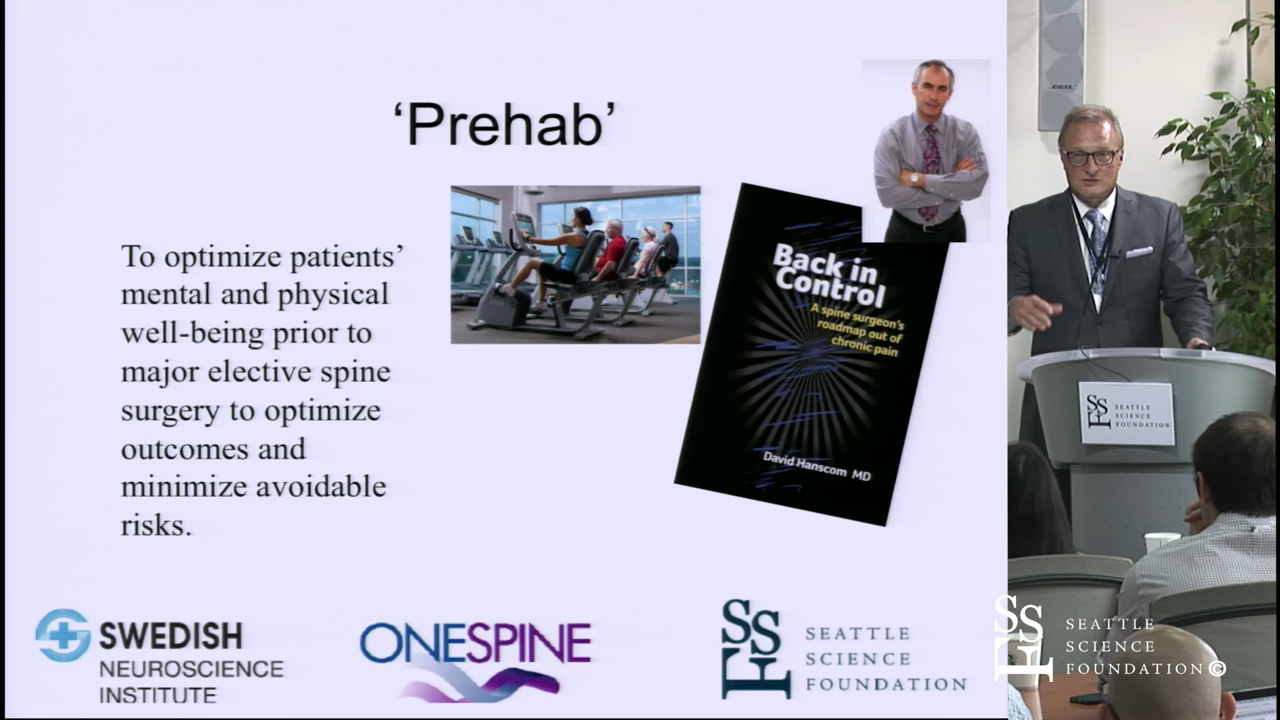 ‘Prehab’
To optimize patients’
mental and physical
well-being prior to
major elective spine
surgery to optimize
outcomes and
minimize avoidable
risks.
Back in
Control
A spine surgeon's
roadmap out of
chronic pain
David Hanscom MD
SWEDISH
NEUROSCIENCE
INSTITUTE
ONESPINE
SSF
SEATTLE
SCIENCE
FOUNDATION
BOSE
SSF
SEATTLE
SCIENCE
FOUNDATION
SSF
SEATTLE
SCIENCE
FOUNDATION©